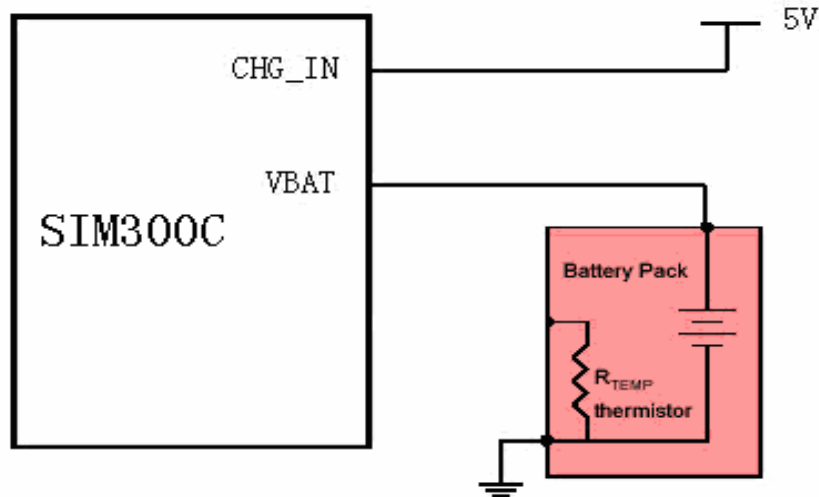 5V
CHG_IN
VBAT
SIM300C
Battery Pack
RTEMP
thermistor